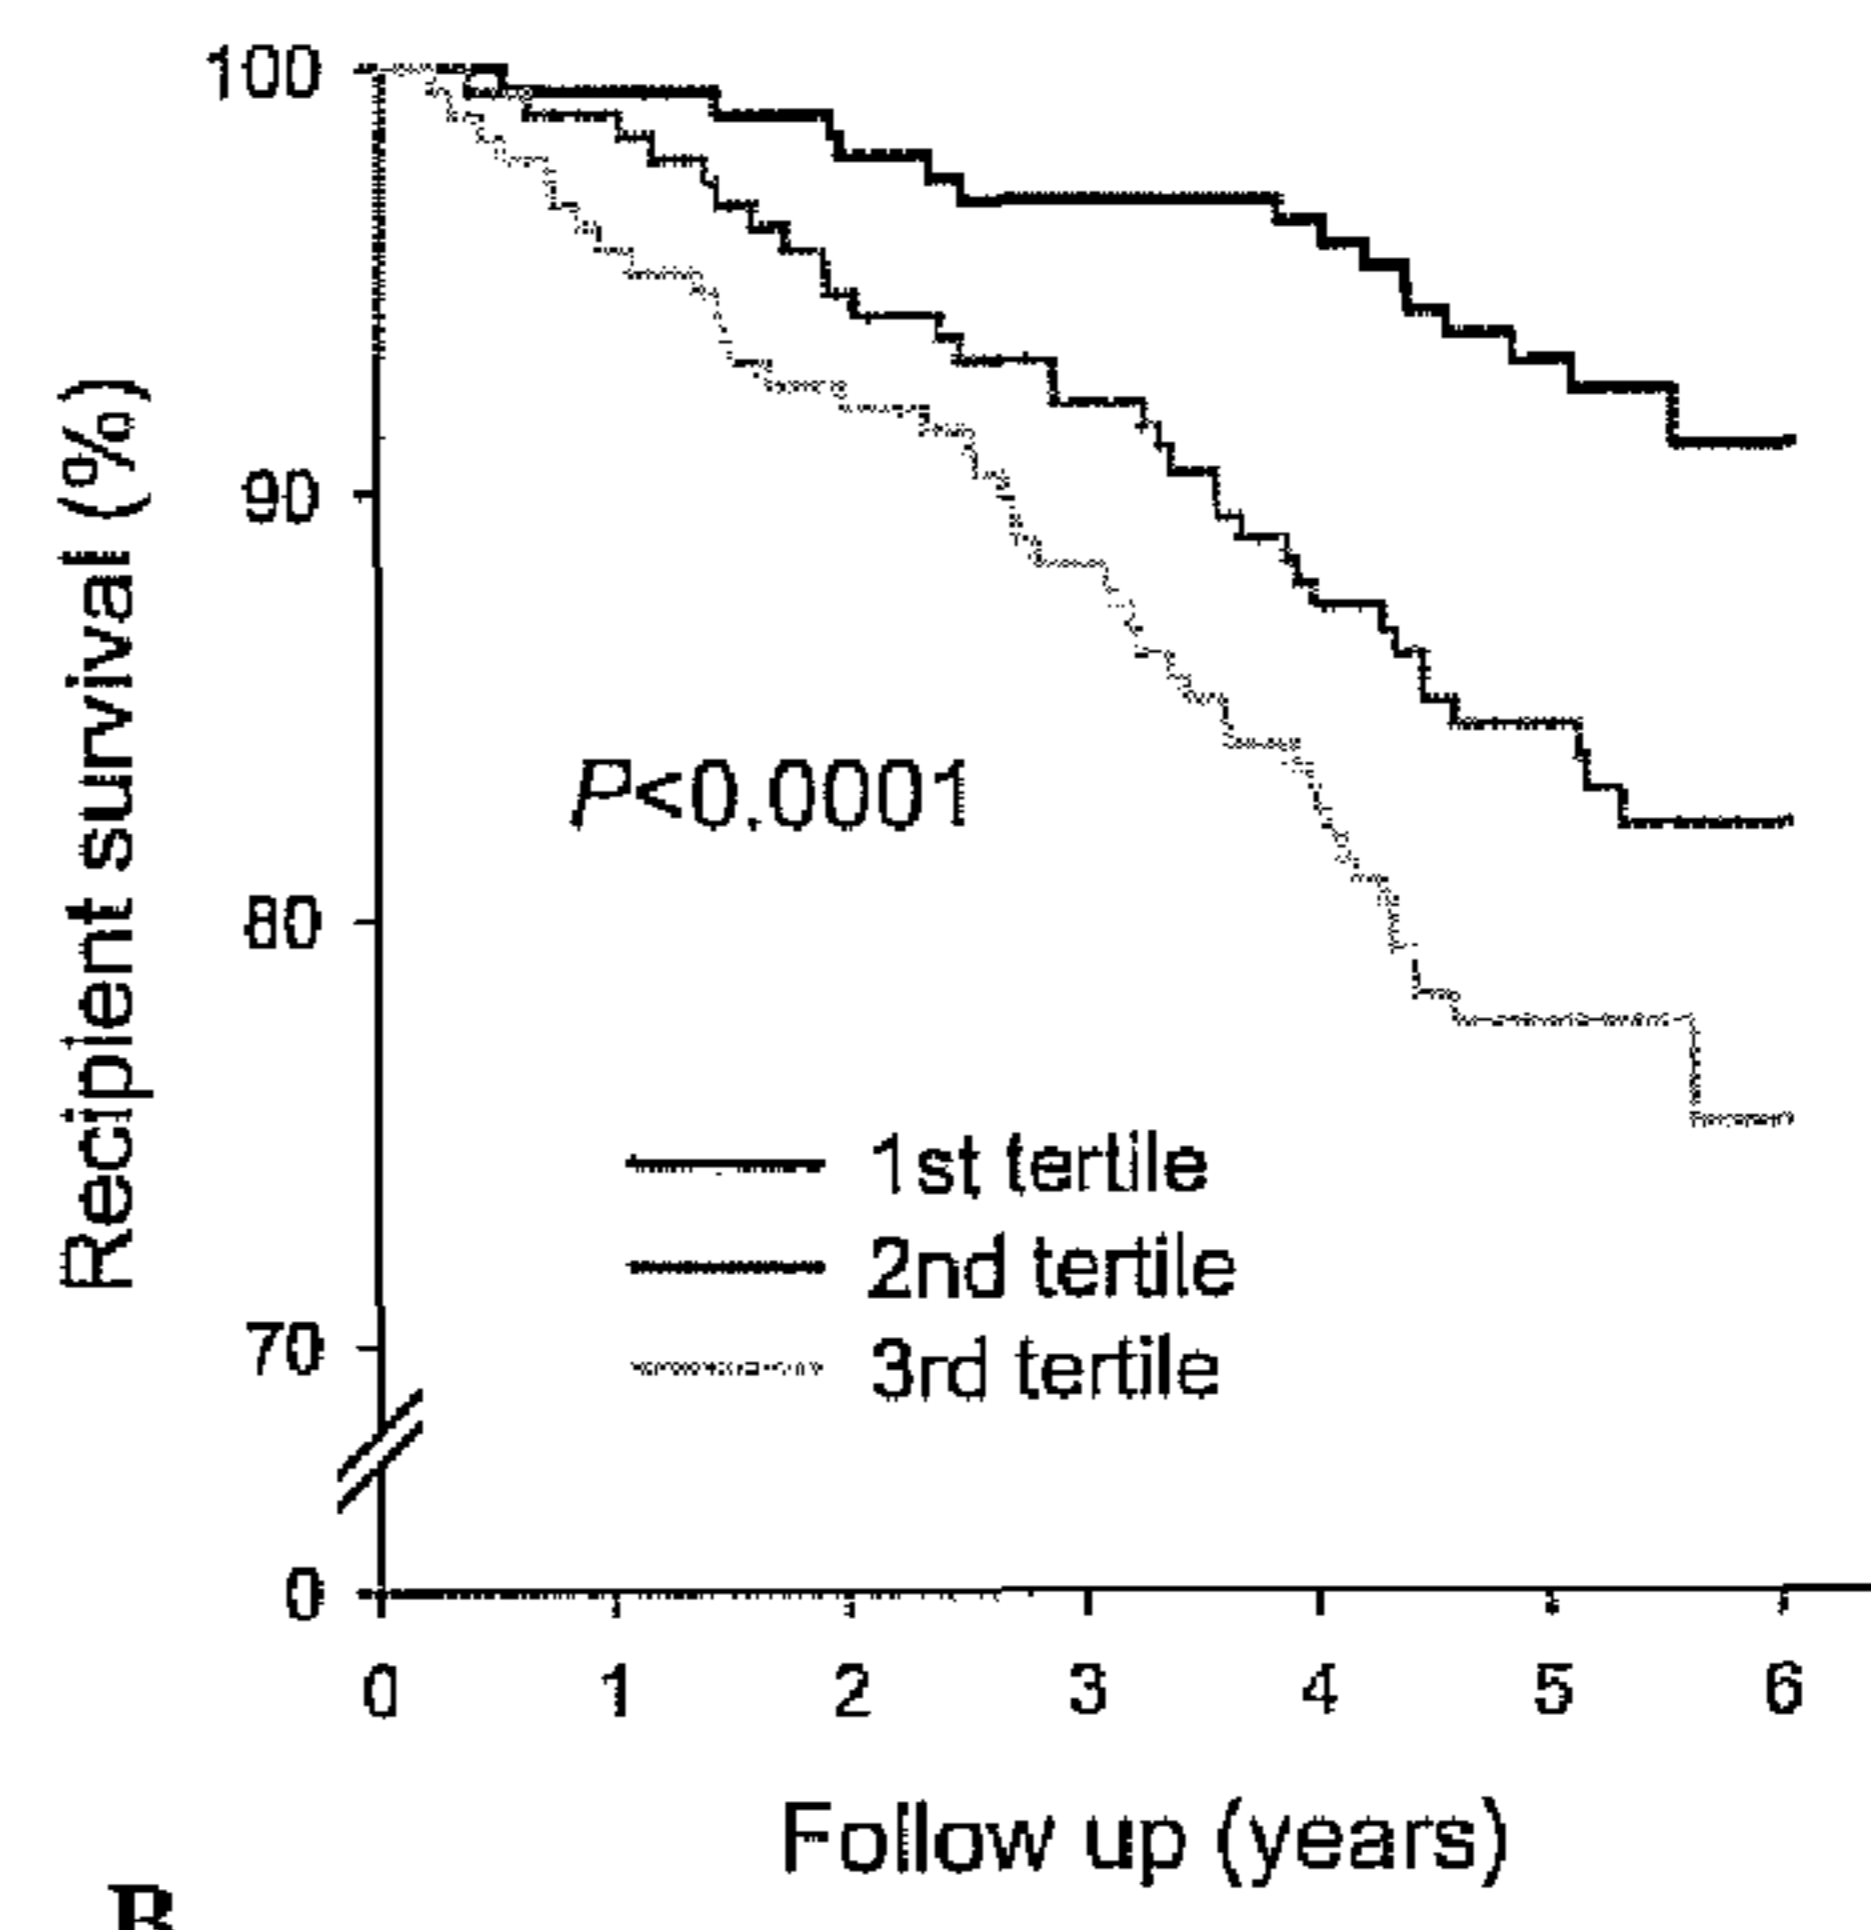 100
90
80
70
0
Recipient survival (%)
P<0.0001
1st tertile
2nd tertile
3rd tertile
0 1 2 3 4 5 6
Follow up (years)
B